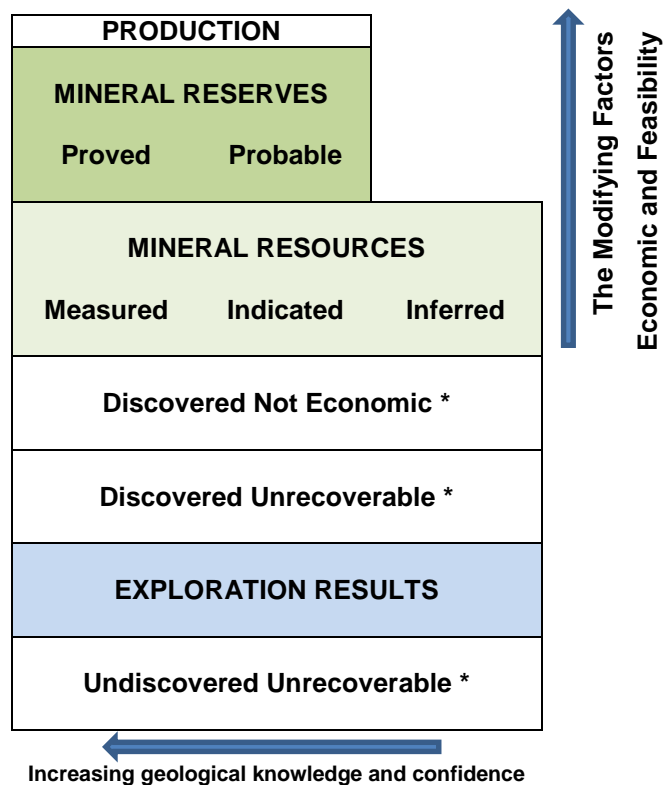 PRODUCTION
MINERAL RESERVES
Proved Probable
MINERAL RESOURCES
Measured Indicated Inferred
Discovered Not Economic *
Discovered Unrecoverable *
EXPLORATION RESULTS
Undiscovered Unrecoverable *
Increasing geological knowledge and confidence
The Modifying Factors
Economic and Feasibility